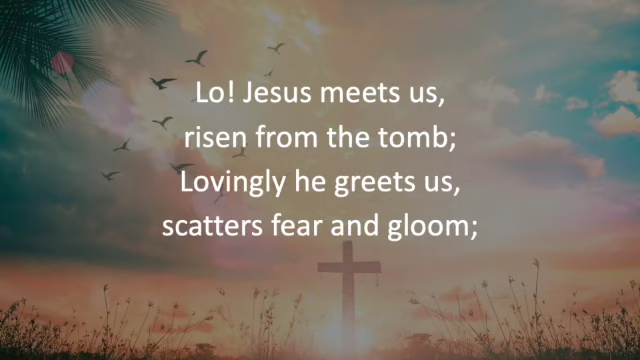 Lo! Jesus meets us,
risen from the tomb;
Lovingly he greets us,
scatters fear and gloom;